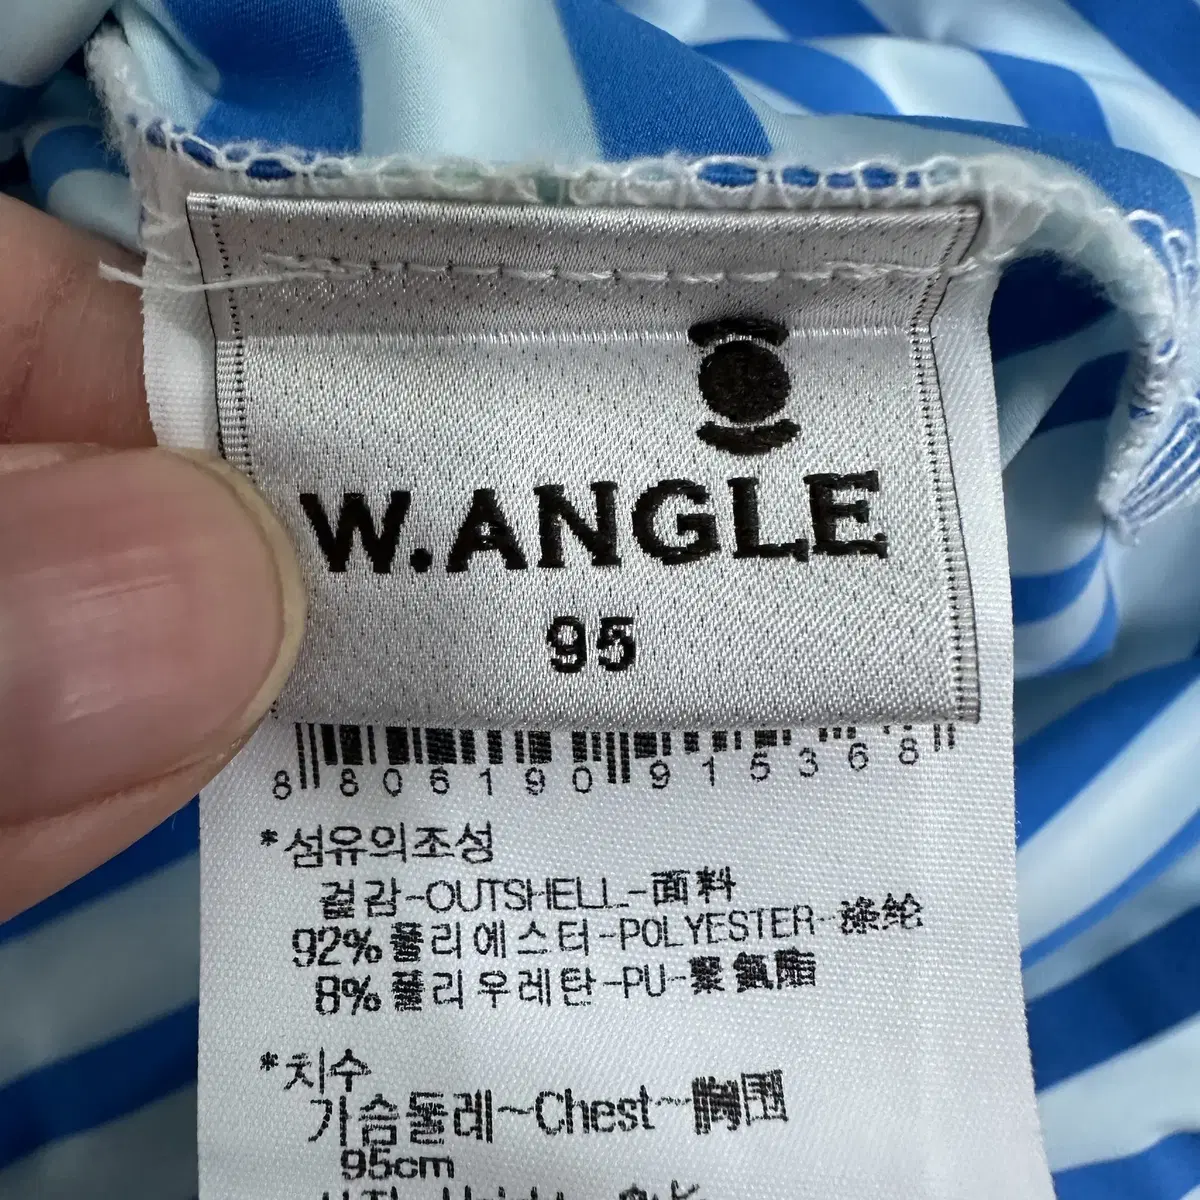 W.ANGLE
95
8 806190 915368
*섬유의조성
겉감-OUTSHELL-面料
92% 폴리에스터-POLYESTER-涤纶
8% 폴리우레탄-PU-聚氨酯
*치수
가슴둘레~Chest~胸围
95cm